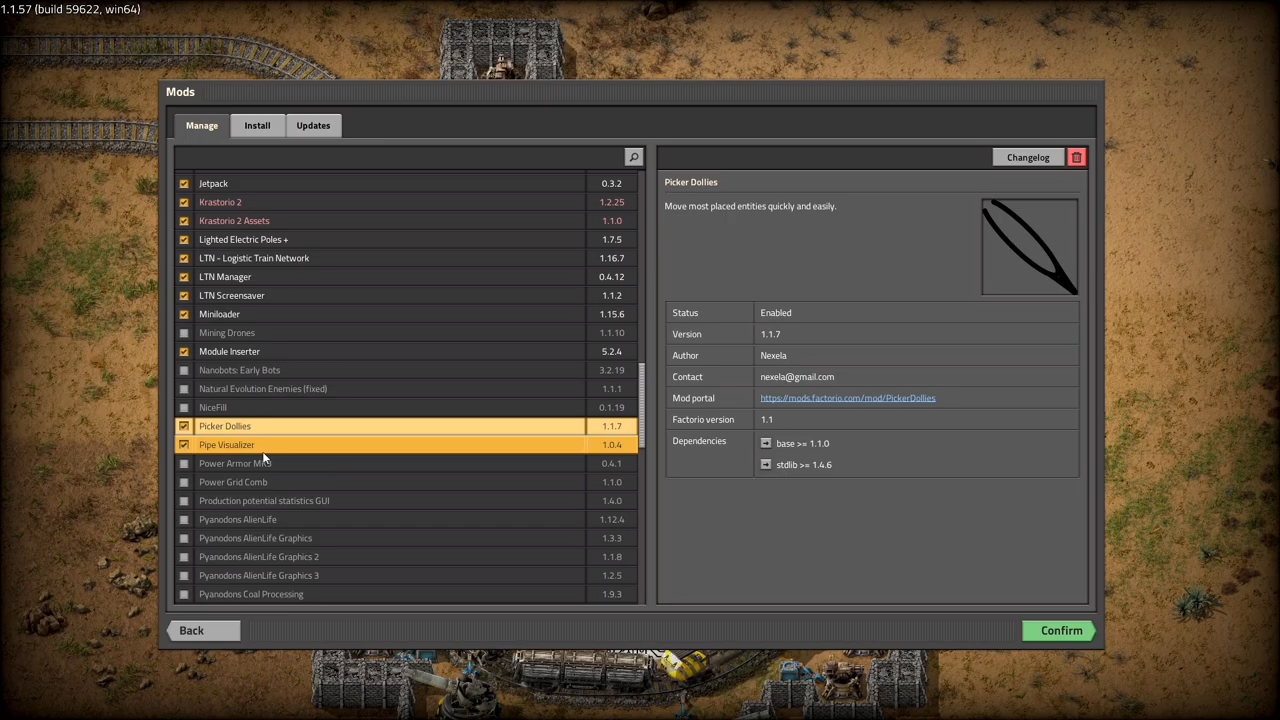 1.1.57 (build 59622, win64)
Mods
Manage Install Updates
Jetpack 0.3.2
Krastorio 2 1.2.25
Krastorio 2 Assets 1.1.0
Lighted Electric Poles + 1.7.5
LTN - Logistic Train Network 1.16.7
LTN Manager 0.4.12
LTN Screensaver 1.1.2
Miniloader 1.15.6
Mining Drones 1.1.10
Module Inserter 5.2.4
Nanobots: Early Bots 3.2.19
Natural Evolution Enemies (fixed) 1.1.1
NiceFill 0.1.19
Picker Dollies 1.1.7
Pipe Visualizer 1.0.4
Power Armor 0.4.1
Power Grid Comb 1.1.0
Production potential statistics GUI 1.4.0
Pyanodons AlienLife 1.12.4
Pyanodons AlienLife Graphics 1.3.3
Pyanodons AlienLife Graphics 2 1.1.8
Pyanodons AlienLife Graphics 3 1.2.5
Pyanodons Coal Processing 1.9.3
Changelog
Picker Dollies
Move most placed entities quickly and easily.
Status Enabled
Version 1.1.7
Author Nexela
Contact nexela@gmail.com
Mod portal https://mods.factorio.com/mod/PickerDollies
Factorio version 1.1
Dependencies base >= 1.1.0
stdlib >= 1.4.6
Back Confirm